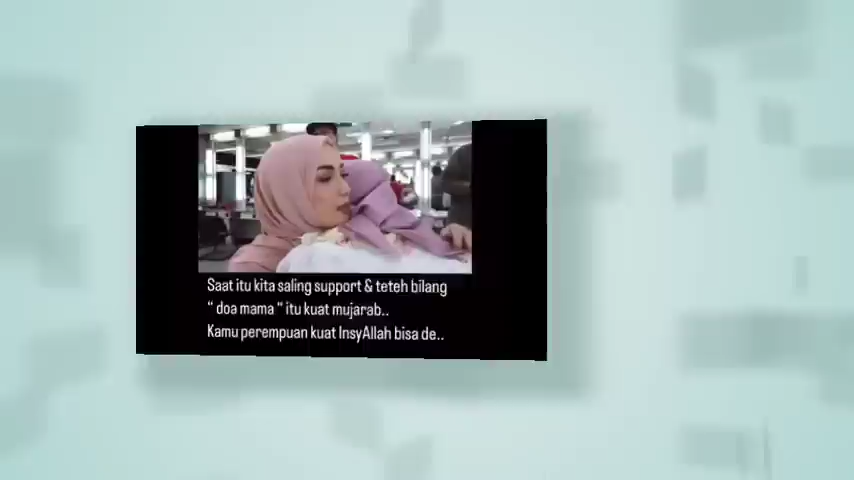 Saat itu kita saling support & teteh bilang
“ doa mama “ itu kuat mujarab..
Kamu perempuan kuat InsyAllah bisa de..